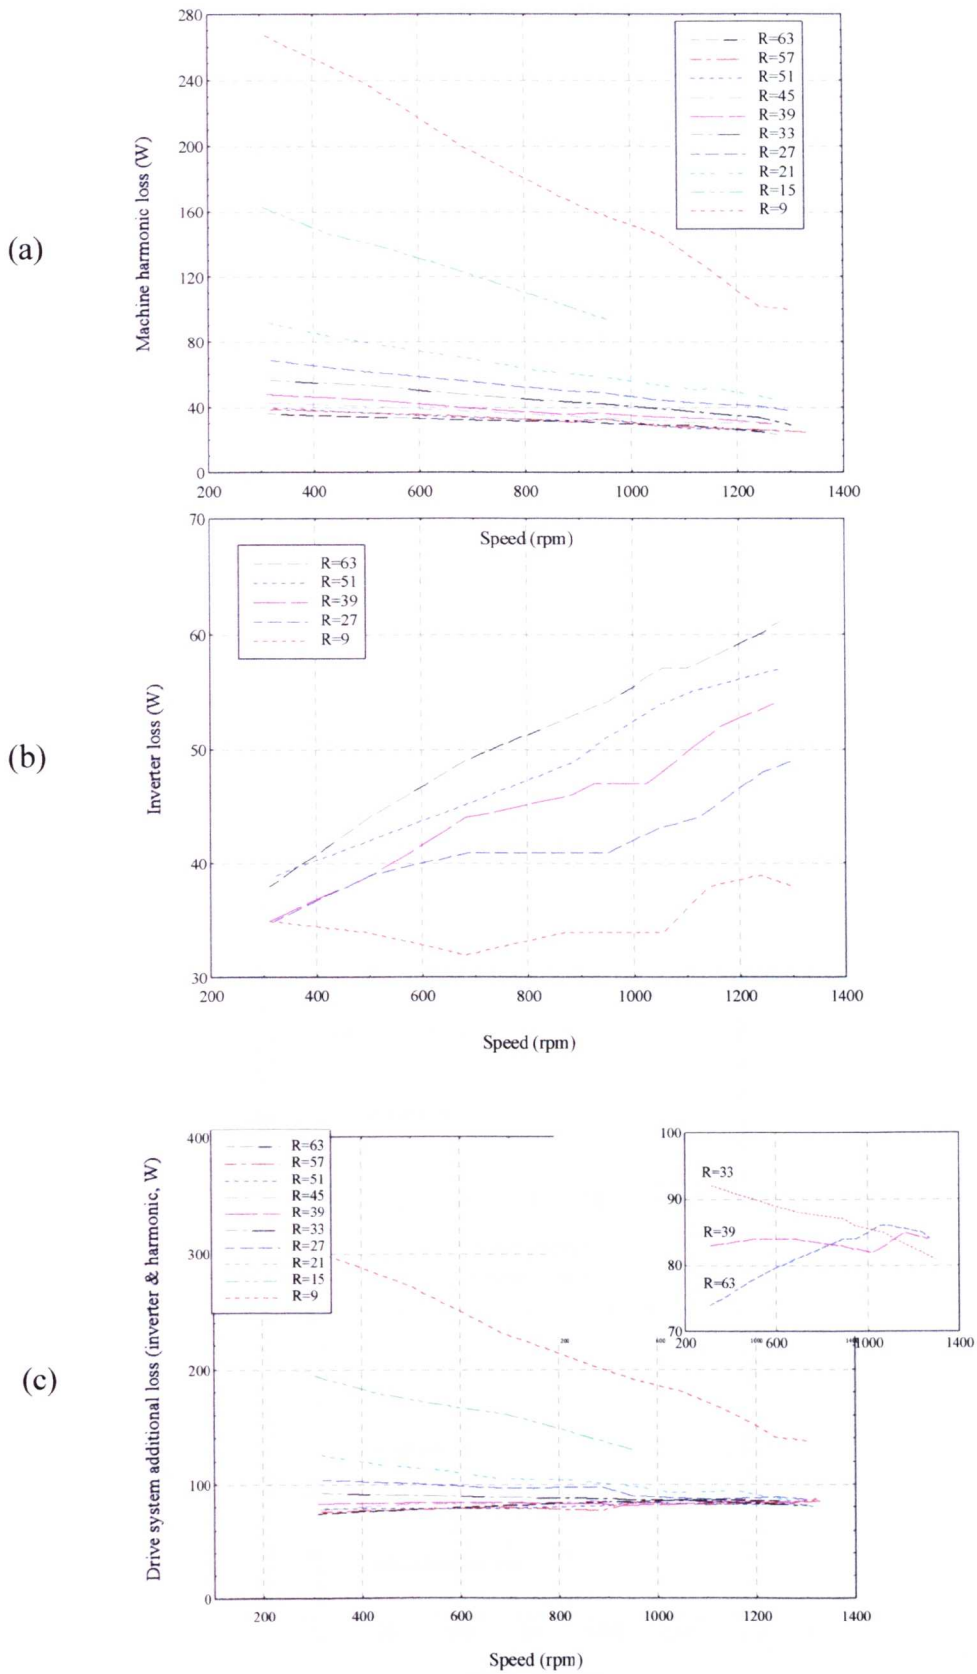 (a)
Machine harmonic loss (W)
280
240
200
160
120
80
40
0
R=63
R=57
R=51
R=45
R=39
R=33
R=27
R=21
R=15
R=9
200 400 600 800 1000 1200 1400
Speed (rpm)
(b)
Inverter loss (W)
70
60
50
40
30
R=63
R=51
R=39
R=27
R=9
200 400 600 800 1000 1200 1400
Speed (rpm)
(c)
Drive system additional loss (inverter & harmonic, W)
400
300
200
100
0
R=63
R=57
R=51
R=45
R=39
R=33
R=27
R=21
R=15
R=9
100
90
80
70
R=33
R=39
R=63
200 600 1000 1400
200 600 1000
200 400 600 800 1000 1200 1400
Speed (rpm)